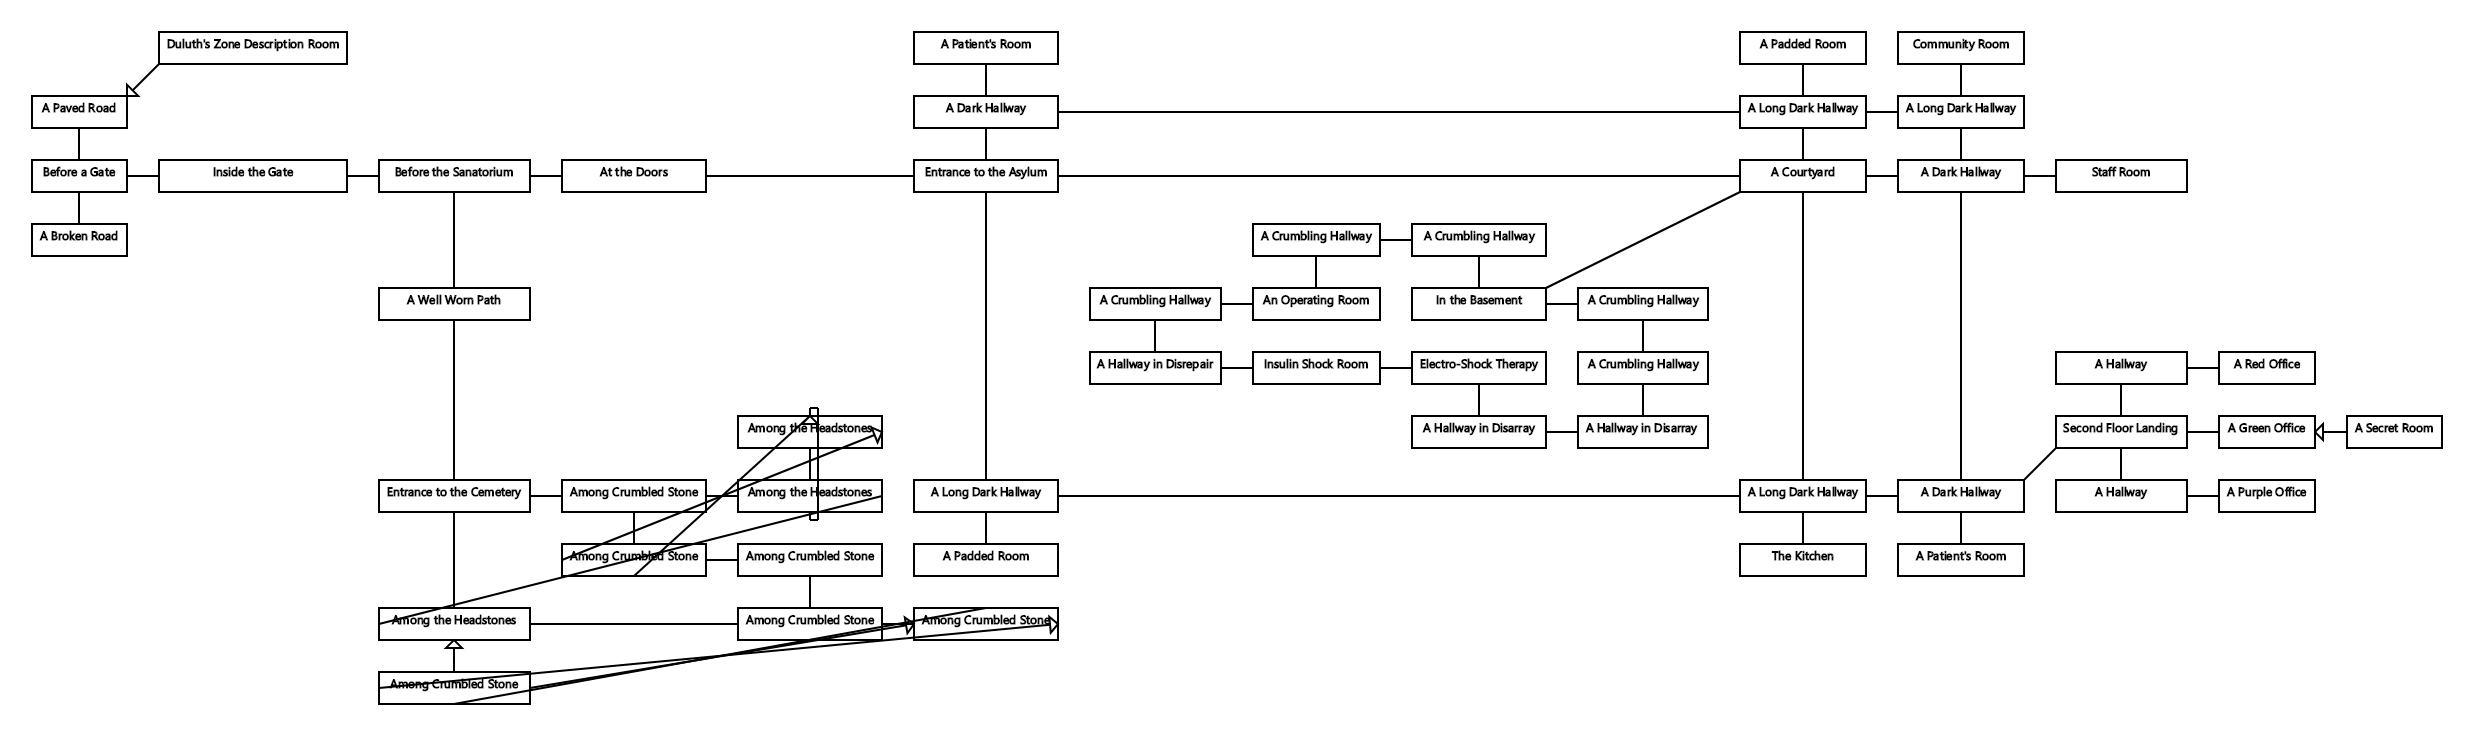 Duluth's Zone Description Room
A Patient's Room
A Padded Room
Community Room
A Paved Road
A Dark Hallway
A Long Dark Hallway
A Long Dark Hallway
Before a Gate
Inside the Gate
Before the Sanatorium
At the Doors
Entrance to the Asylum
A Courtyard
A Dark Hallway
Staff Room
A Broken Road
A Crumbling Hallway
A Crumbling Hallway
A Well Worn Path
A Crumbling Hallway
An Operating Room
In the Basement
A Crumbling Hallway
A Hallway in Disrepair
Insulin Shock Room
Electro-Shock Therapy
A Crumbling Hallway
A Hallway
A Red Office
Among the Headstones
A Hallway in Disarray
A Hallway in Disarray
Second Floor Landing
A Green Office
A Secret Room
Entrance to the Cemetery
Among Crumbled Stone
Among the Headstones
A Long Dark Hallway
A Long Dark Hallway
A Dark Hallway
A Hallway
A Purple Office
Among Crumbled Stone
Among Crumbled Stone
A Padded Room
The Kitchen
A Patient's Room
Among the Headstones
Among Crumbled Stone
Among Crumbled Stone
Among Crumbled Stone